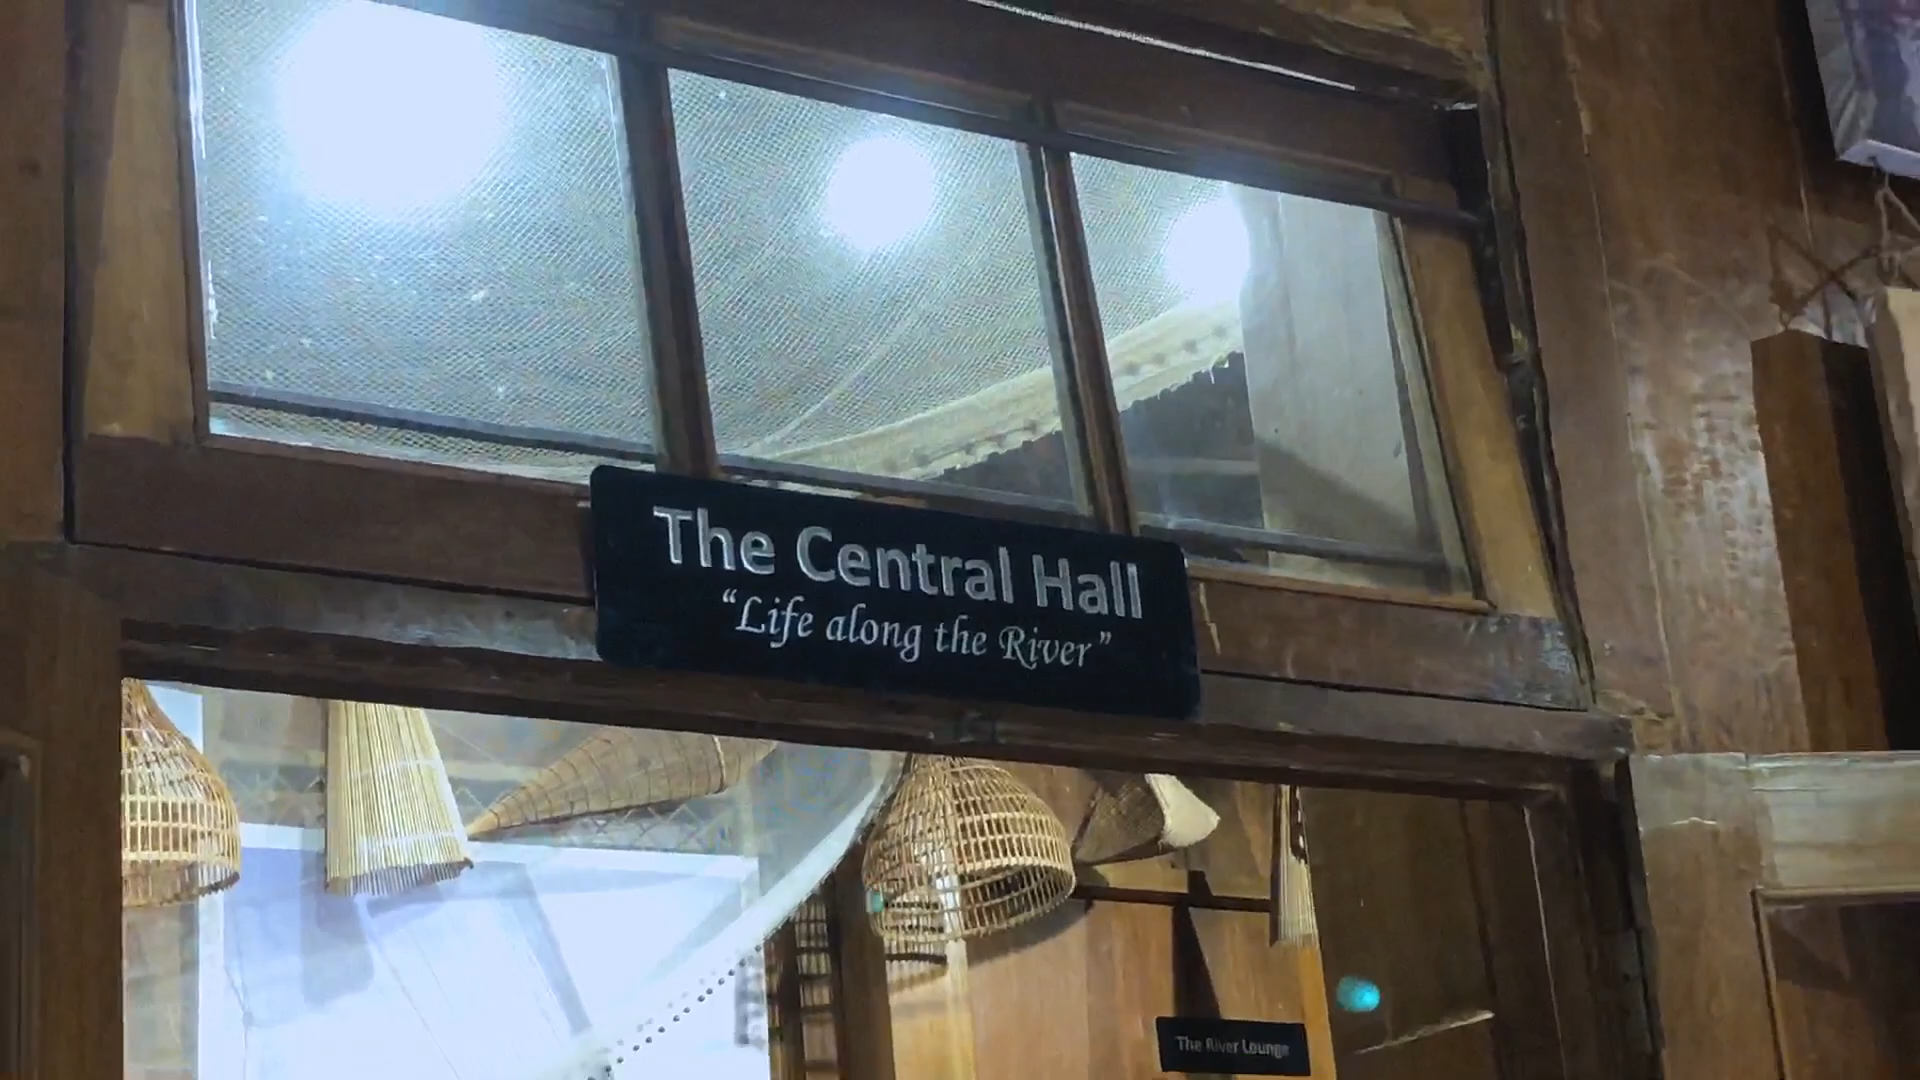 The Central Hall
“Life along the River”
The River Lounge